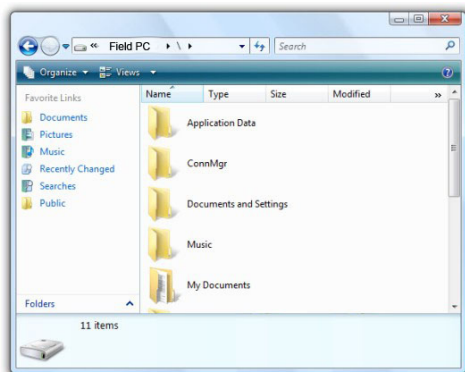 Field PC \
Search
Organize Views
Favorite Links
Documents
Pictures
Music
Recently Changed
Searches
Public
Folders
Name Type Size Modified »
Application Data
ConnMgr
Documents and Settings
Music
My Documents
11 items